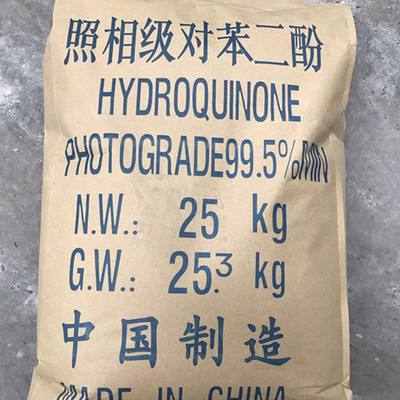 照相级对苯二酚
HYDROQUINONE
PHOTOGRADE99.5%MIN
N.W.: 25 kg
G.W.: 25.3 kg
中国制造
MADE IN CHINA